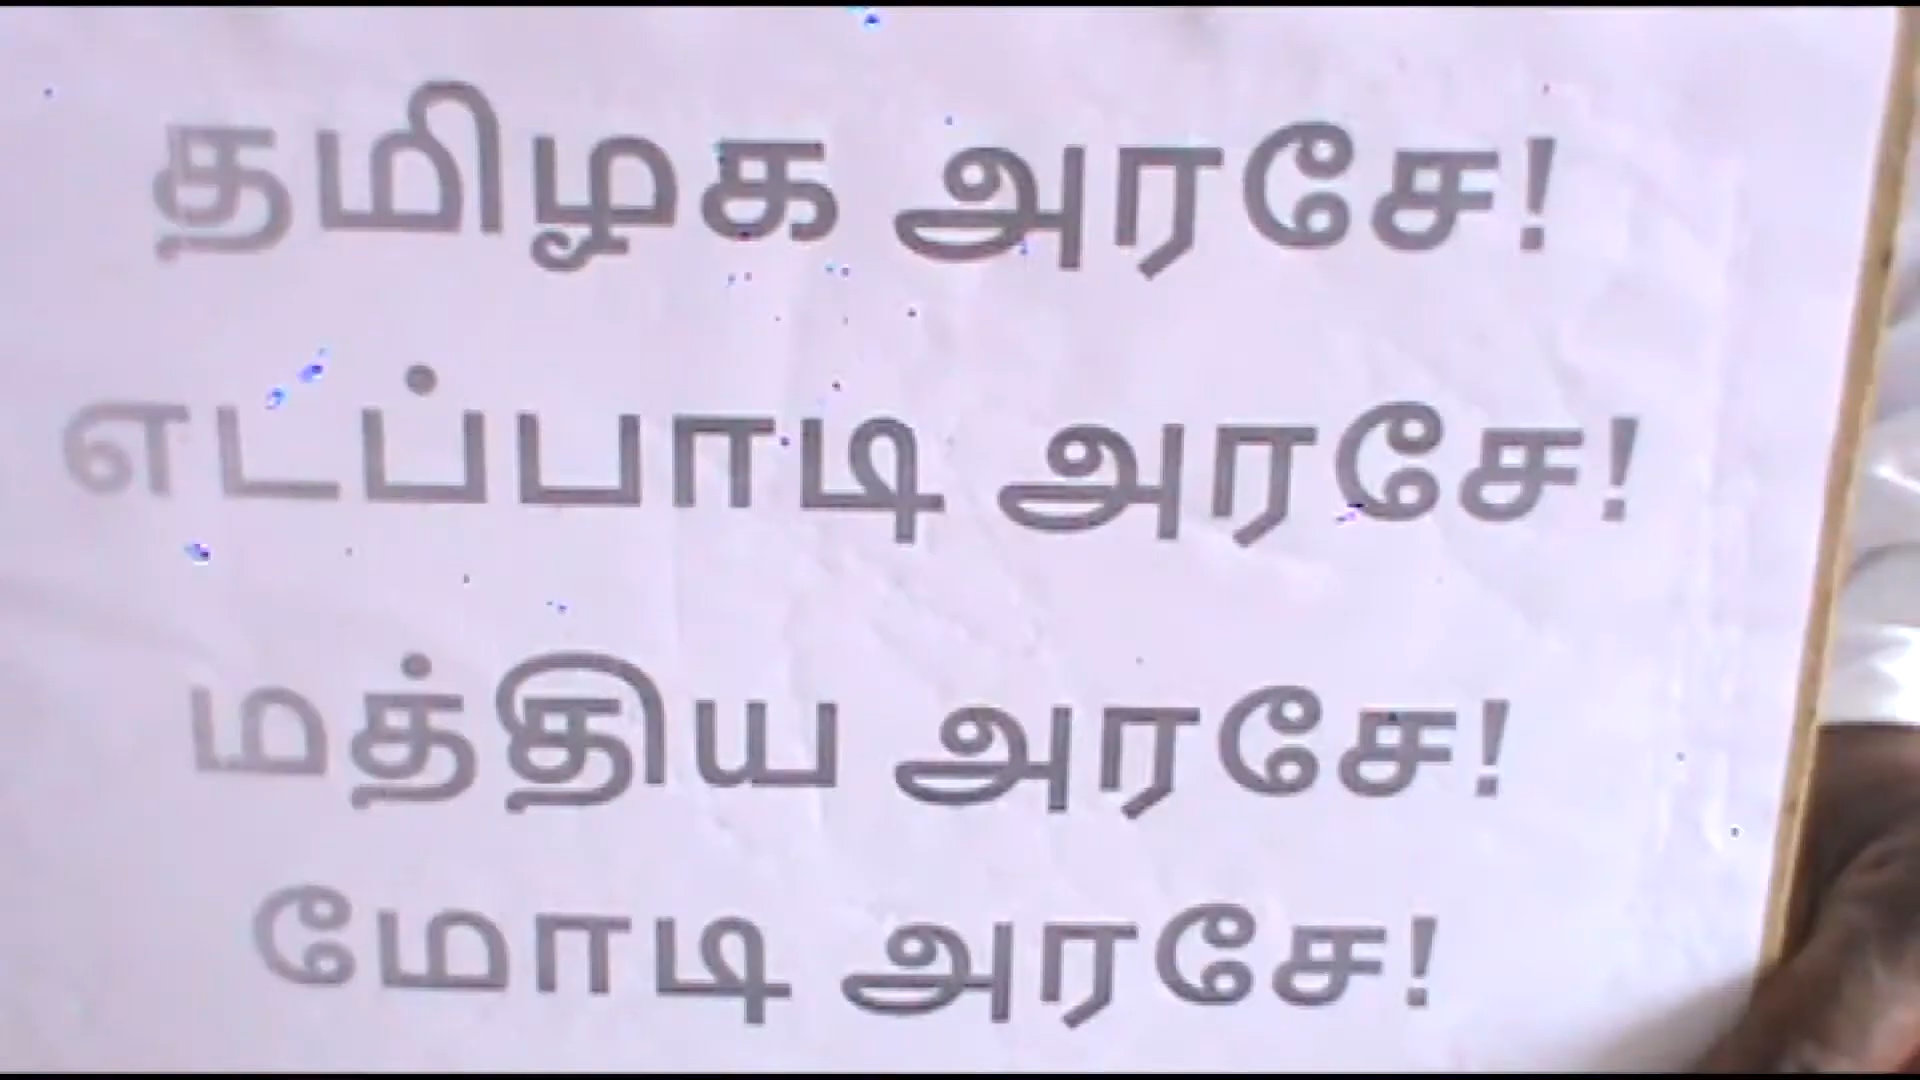 தமிழக அரசே!
எடப்பாடி அரசே!
மத்திய அரசே!
மோடி அரசே!